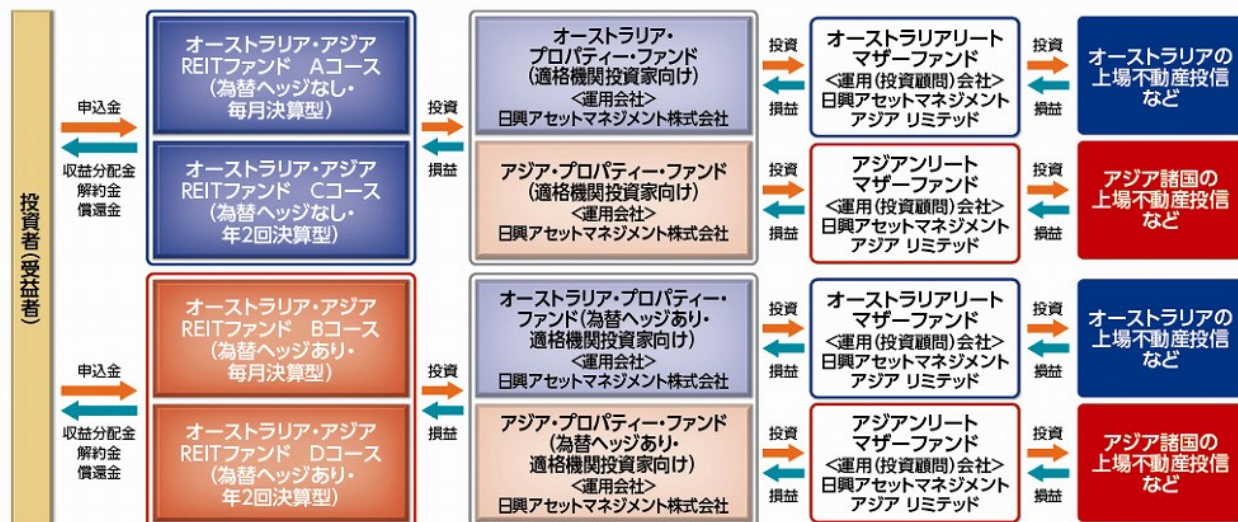 投資者(受益者)
申込金
収益分配金
解約金
償還金
オーストラリア・アジア
REITファンド Aコース
(為替ヘッジなし・
毎月決算型)
オーストラリア・アジア
REITファンド Cコース
(為替ヘッジなし・
年2回決算型)
投資
損益
オーストラリア・
プロパティー・ファンド
(適格機関投資家向け)
<運用会社>
日興アセットマネジメント株式会社
アジア・プロパティー・ファンド
(適格機関投資家向け)
<運用会社>
日興アセットマネジメント株式会社
投資
損益
オーストラリアリート
マザーファンド
<運用(投資顧問)会社>
日興アセットマネジメント
アジア リミテッド
投資
損益
オーストラリアの
上場不動産投信
など
投資
損益
アジアンリート
マザーファンド
<運用(投資顧問)会社>
日興アセットマネジメント
アジア リミテッド
投資
損益
アジア諸国の
上場不動産投信
など
申込金
収益分配金
解約金
償還金
オーストラリア・アジア
REITファンド Bコース
(為替ヘッジあり・
毎月決算型)
オーストラリア・アジア
REITファンド Dコース
(為替ヘッジあり・
年2回決算型)
投資
損益
オーストラリア・プロパティー・
ファンド(為替ヘッジあり・
適格機関投資家向け)
<運用会社>
日興アセットマネジメント株式会社
アジア・プロパティー・ファンド
(為替ヘッジあり・
適格機関投資家向け)
<運用会社>
日興アセットマネジメント株式会社
投資
損益
オーストラリアリート
マザーファンド
<運用(投資顧問)会社>
日興アセットマネジメント
アジア リミテッド
投資
損益
オーストラリアの
上場不動産投信
など
投資
損益
アジアンリート
マザーファンド
<運用(投資顧問)会社>
日興アセットマネジメント
アジア リミテッド
投資
損益
アジア諸国の
上場不動産投信
など